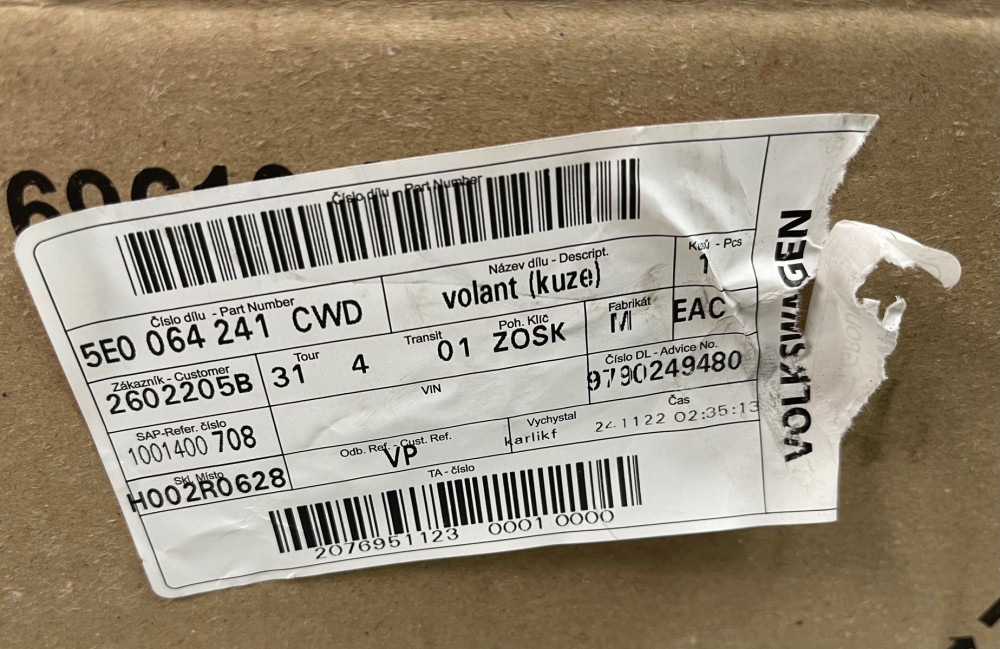 Číslo dílu - Part Number
Číslo dílu - Part Number
5E0 064 241 CWD
Název dílu - Descript.
volant (kuze)
Kusů - Pcs
1
Zákazník - Customer
2602205B
Tour
31 4
Transit
01
Poh. Klíč
ZOSK
Fabrikát
M
EAC
SAP-Refer. číslo
1001400 708
VIN
Číslo DL - Advice No.
9790249480
Skl. Místo
H002R0628
Odb. Ref. - Cust. Ref.
VP
Vychystal
karlikf
Čas
24.1122 02:35:13
TA - číslo
2076951123 0001 0000
VOLKSWAGEN